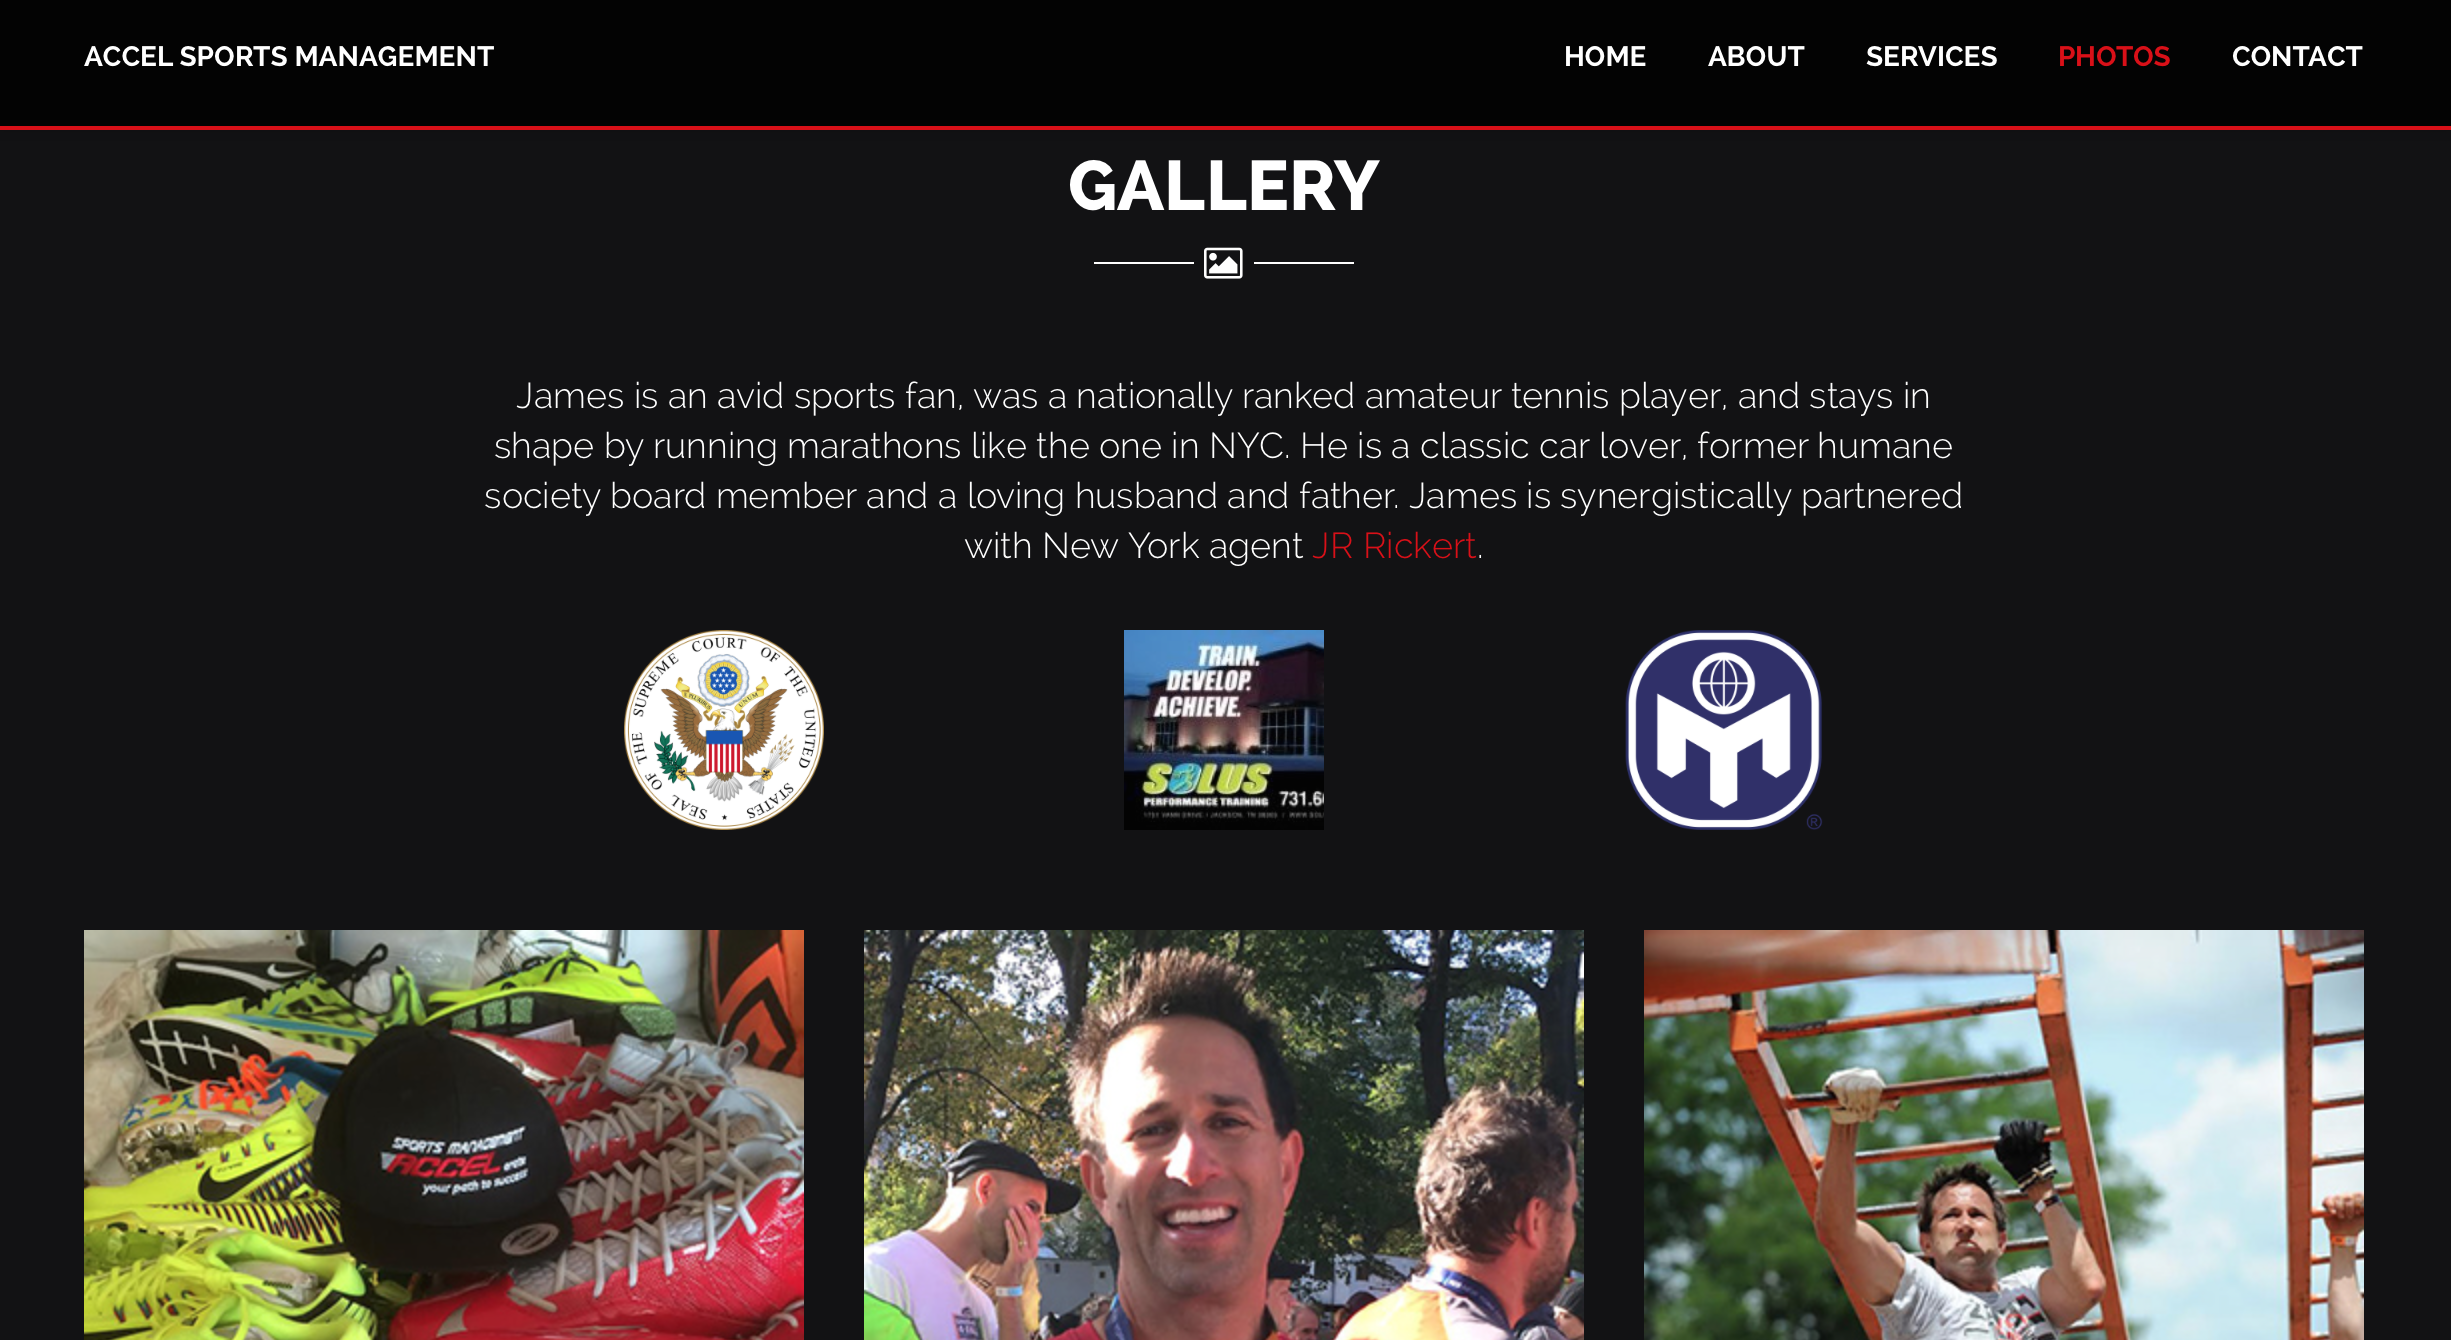 ACCEL SPORTS MANAGEMENT
HOME ABOUT SERVICES PHOTOS CONTACT
GALLERY
James is an avid sports fan, was a nationally ranked amateur tennis player, and stays in
shape by running marathons like the one in NYC. He is a classic car lover, former humane
society board member and a loving husband and father. James is synergistically partnered
with New York agent JR Rickert.
SEAL OF THE SUPREME COURT OF THE UNITED STATES
E PLURIBUS UNUM
TRAIN.
DEVELOP.
ACHIEVE.
SOLUS
PERFORMANCE TRAINING 731.6
®
SPORTS MANAGEMENT
ACCEL
your path to success